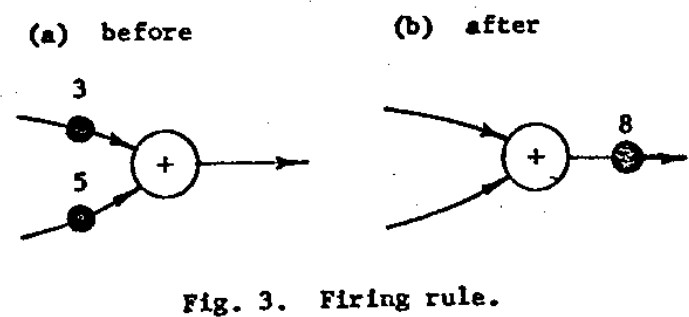 (a) before
(b) after
3
8
5
+
+
Fig. 3. Firing rule.